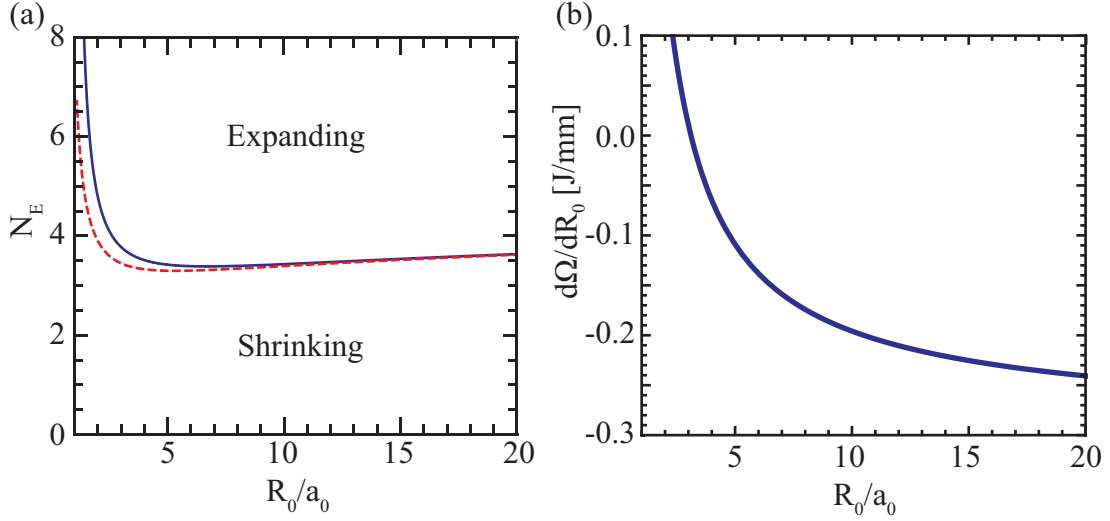 (a)
8
6
4
2
0
N_E
Expanding
Shrinking
5
10
15
20
R_0/a_0
(b)
0.1
0.0
-0.1
-0.2
-0.3
dΩ/dR_0 [J/mm]
5
10
15
20
R_0/a_0